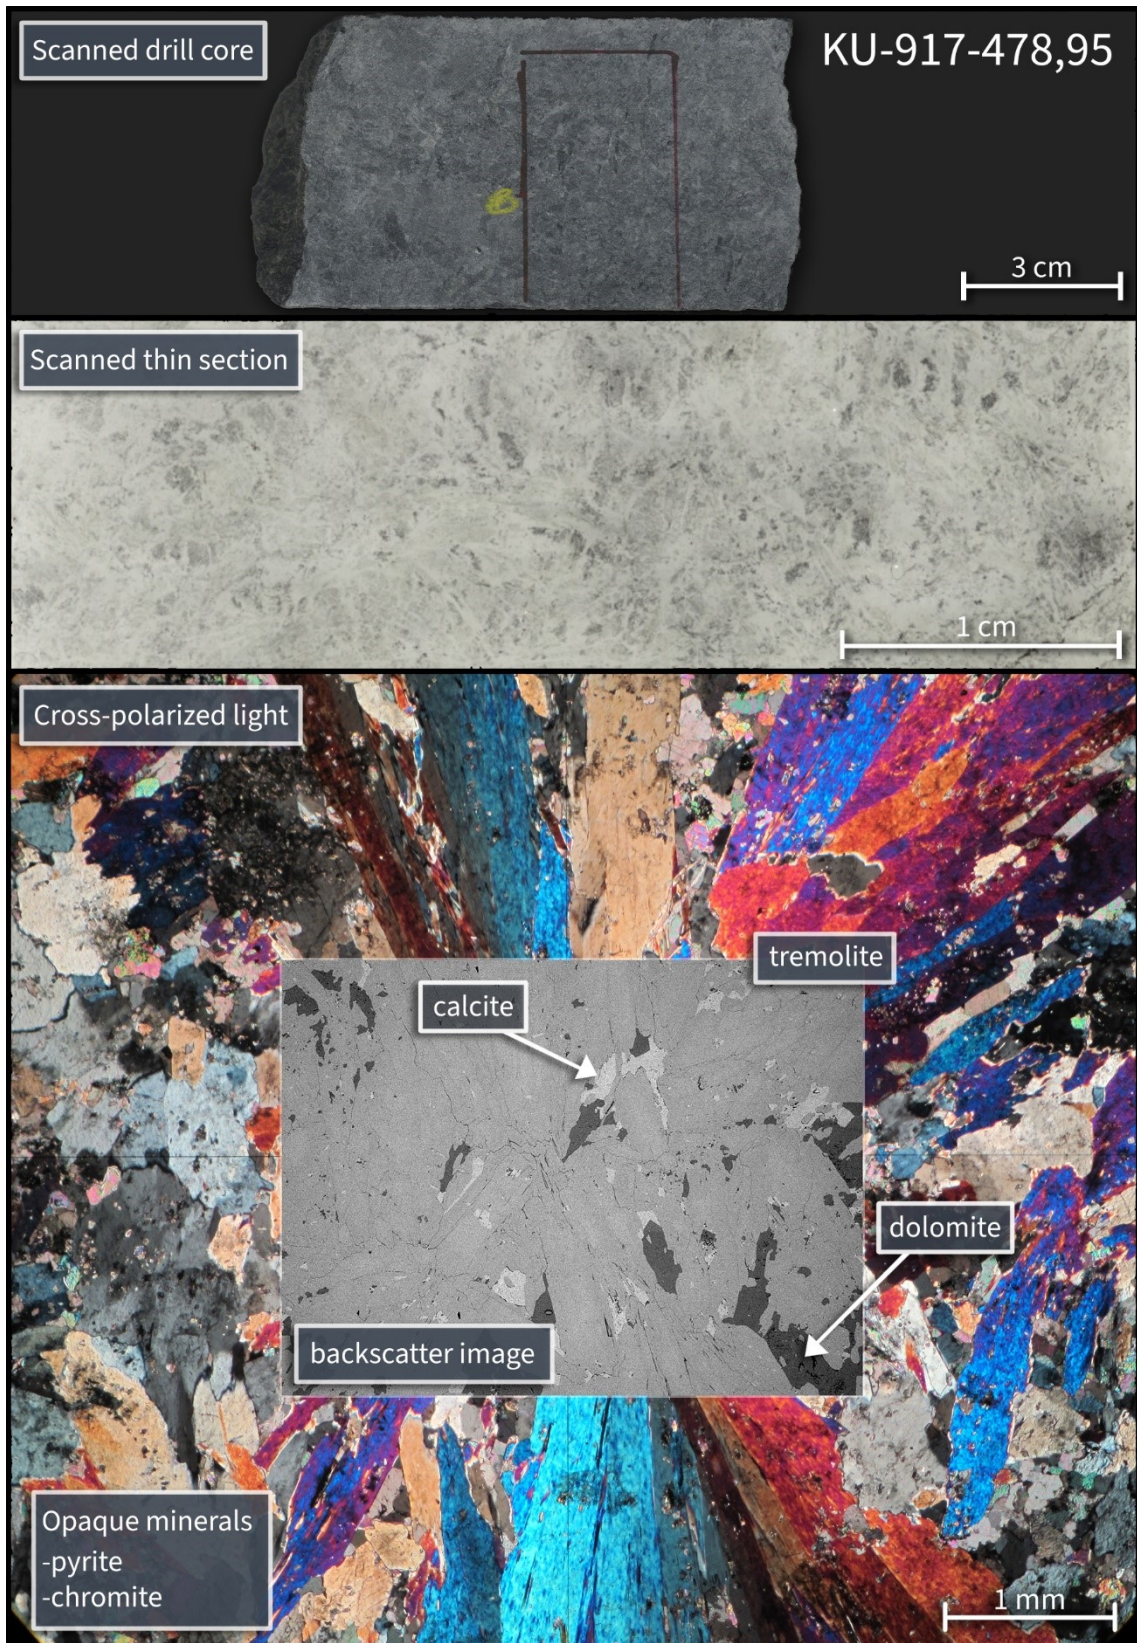 Scanned drill core
KU-917-478,95
3 cm
Scanned thin section
1 cm
Cross-polarized light
tremolite
calcite
dolomite
backscatter image
Opaque minerals
-pyrite
-chromite
1 mm